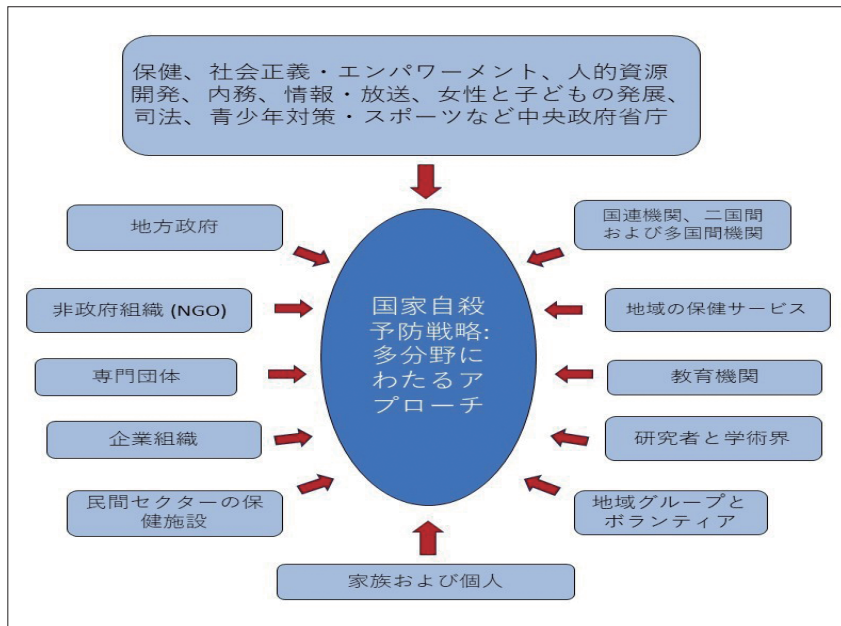 保健、社会正義・エンパワーメント、人的資源
開発、内務、情報・放送、女性と子どもの発展、
司法、青少年対策・スポーツなど中央政府省庁
地方政府
国連機関、二国間
および多国間機関
非政府組織 (NGO)
国家自殺
予防戦略:
多分野に
わたるア
プローチ
地域の保健サービス
専門団体
教育機関
企業組織
研究者と学術界
民間セクターの保
健施設
地域グループと
ボランティア
家族および個人